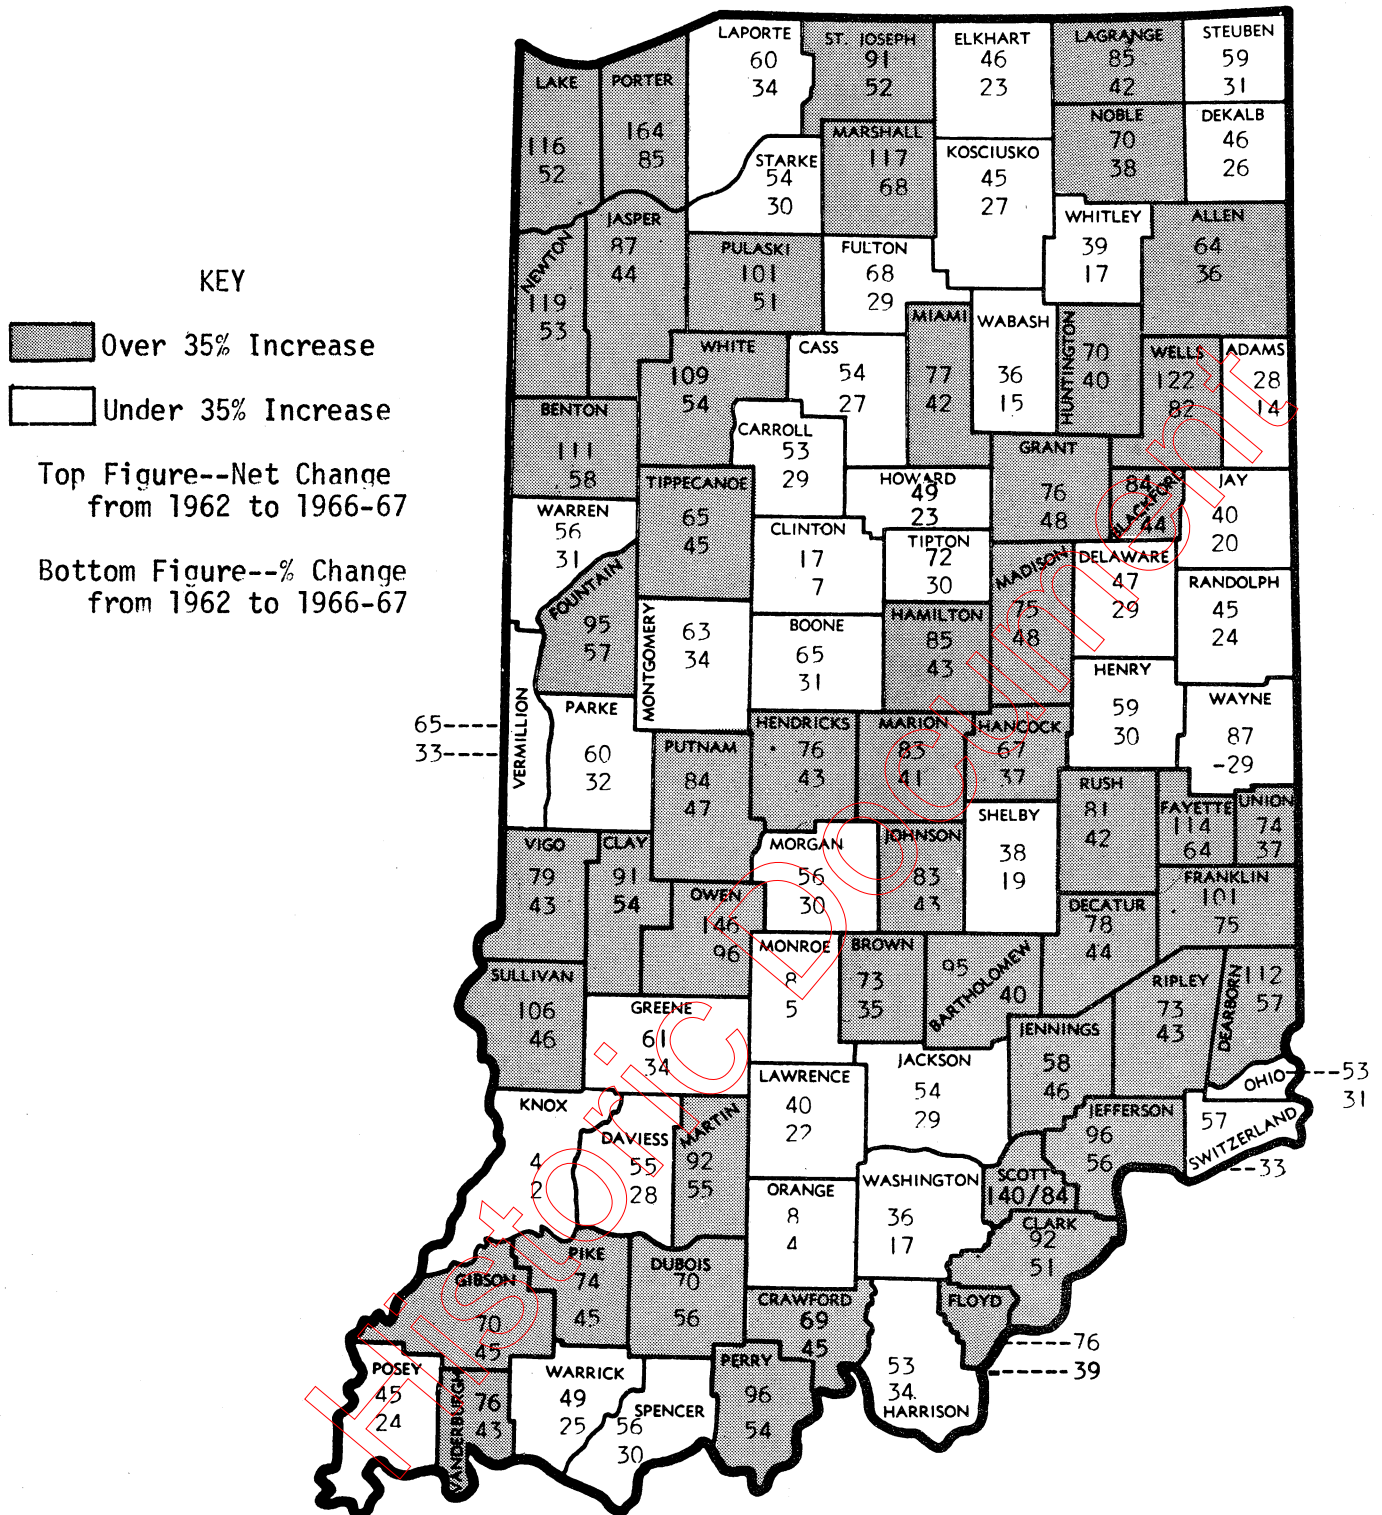 LAPORTE
60
34
ST. JOSEPH
91
52
ELKHART
46
23
LAGRANGE
85
42
STEUBEN
59
31
LAKE
116
52
PORTER
164
85
STARKE
54
30
MARSHALL
117
68
KOSCIUSKO
45
27
NOBLE
70
38
DEKALB
46
26
WHITLEY
39
17
ALLEN
64
36
NEWTON
119
53
JASPER
87
44
PULASKI
101
51
FULTON
68
29
KEY
Over 35% Increase
Under 35% Increase
Top Figure--Net Change
from 1962 to 1966-67
Bottom Figure--% Change
from 1962 to 1966-67
WHITE
109
54
CASS
54
27
MIAMI
77
42
WABASH
36
15
HUNTINGTON
70
40
WELLS
122
82
ADAMS
28
14
BENTON
111
58
CARROLL
53
29
TIPPECANOE
65
45
HOWARD
49
23
GRANT
76
48
BLACKFORD
84
44
JAY
40
20
WARREN
56
31
CLINTON
17
7
TIPTON
72
30
MADISON
75
48
DELAWARE
47
29
RANDOLPH
45
24
FOUNTAIN
95
57
MONTGOMERY
63
34
BOONE
65
31
HAMILTON
85
43
HENRY
59
30
WAYNE
87
-29
VERMILLION
65
33
PARKE
60
32
PUTNAM
84
47
HENDRICKS
76
43
MARION
83
41
HANCOCK
67
37
RUSH
81
42
FAYETTE
114
64
UNION
74
37
SHELBY
38
19
VIGO
79
43
CLAY
91
54
OWEN
146
96
MORGAN
56
30
JOHNSON
83
43
DECATUR
78
44
FRANKLIN
101
75
SULLIVAN
106
46
GREENE
61
34
MONROE
8
5
BROWN
73
35
BARTHOLOMEW
95
40
JENNINGS
58
46
RIPLEY
73
43
DEARBORN
112
57
OHIO
53
31
KNOX
4
2
DAVIESS
55
28
MARTIN
92
55
LAWRENCE
40
22
JACKSON
54
29
JEFFERSON
96
56
SWITZERLAND
57
33
ORANGE
8
4
WASHINGTON
36
17
SCOTT
140/84
CLARK
92
51
GIBSON
70
45
PIKE
74
45
DUBOIS
70
56
CRAWFORD
69
45
FLOYD
76
39
POSEY
45
24
VANDERBURGH
76
43
WARRICK
49
25
SPENCER
56
30
PERRY
96
54
HARRISON
53
34
Historic Document